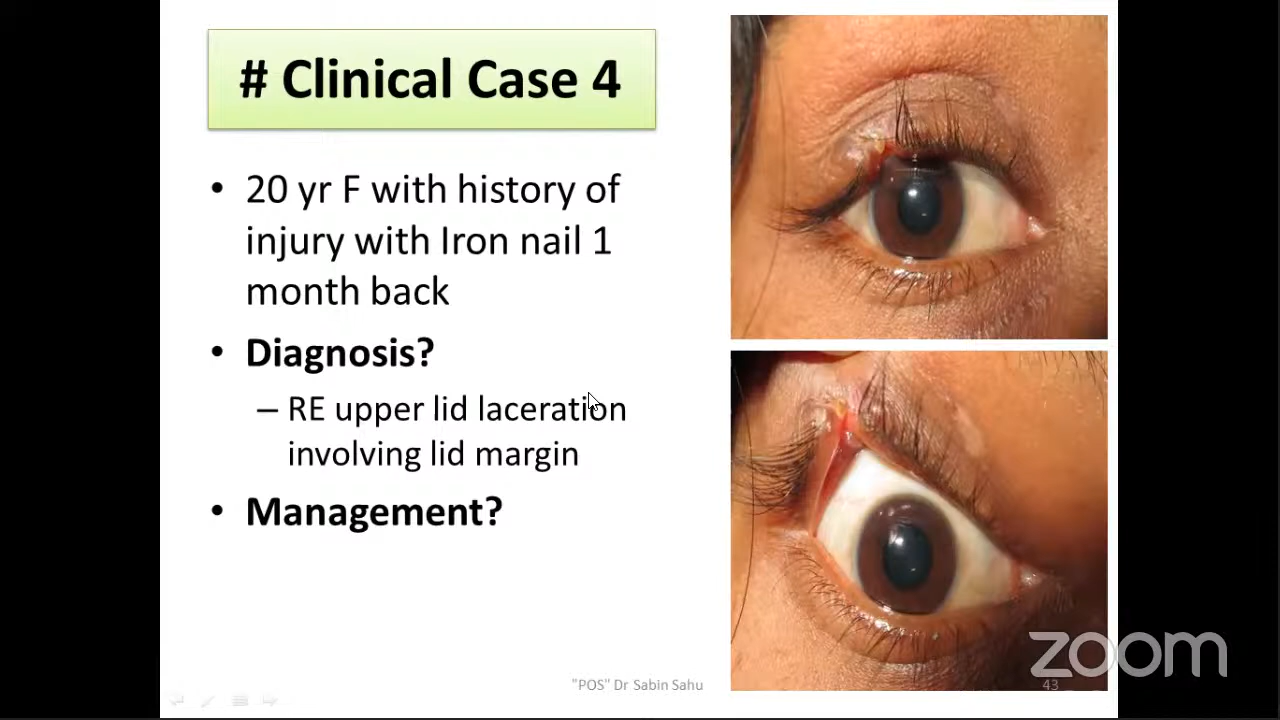 # Clinical Case 4
• 20 yr F with history of
injury with Iron nail 1
month back
• Diagnosis?
– RE upper lid laceration
involving lid margin
• Management?
"POS" Dr Sabin Sahu
43
zoom